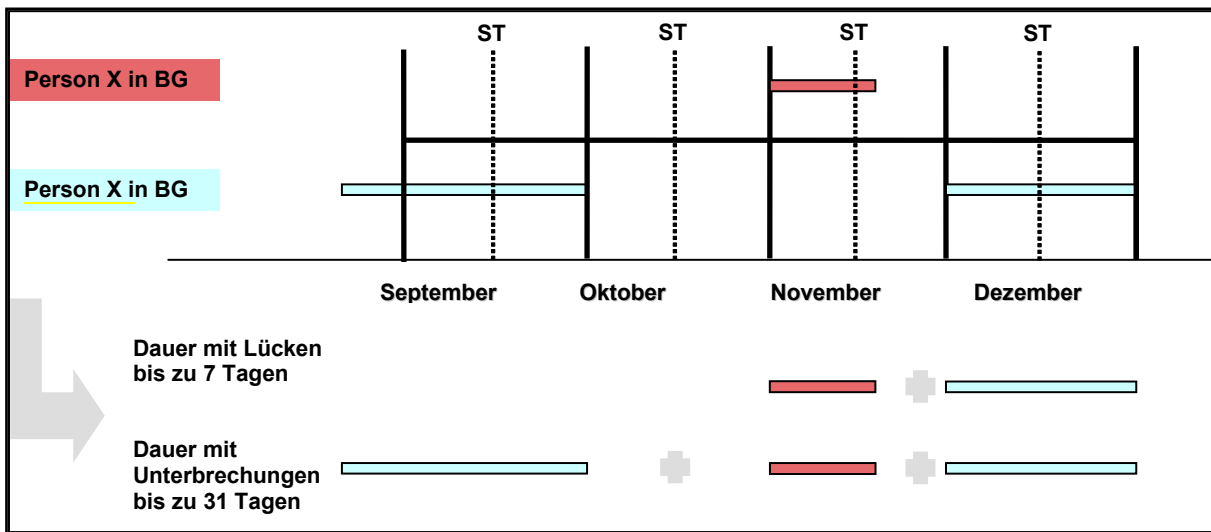 ST ST ST ST
Person X in BG
Person X in BG
September Oktober November Dezember
Dauer mit Lücken
bis zu 7 Tagen
Dauer mit
Unterbrechungen
bis zu 31 Tagen